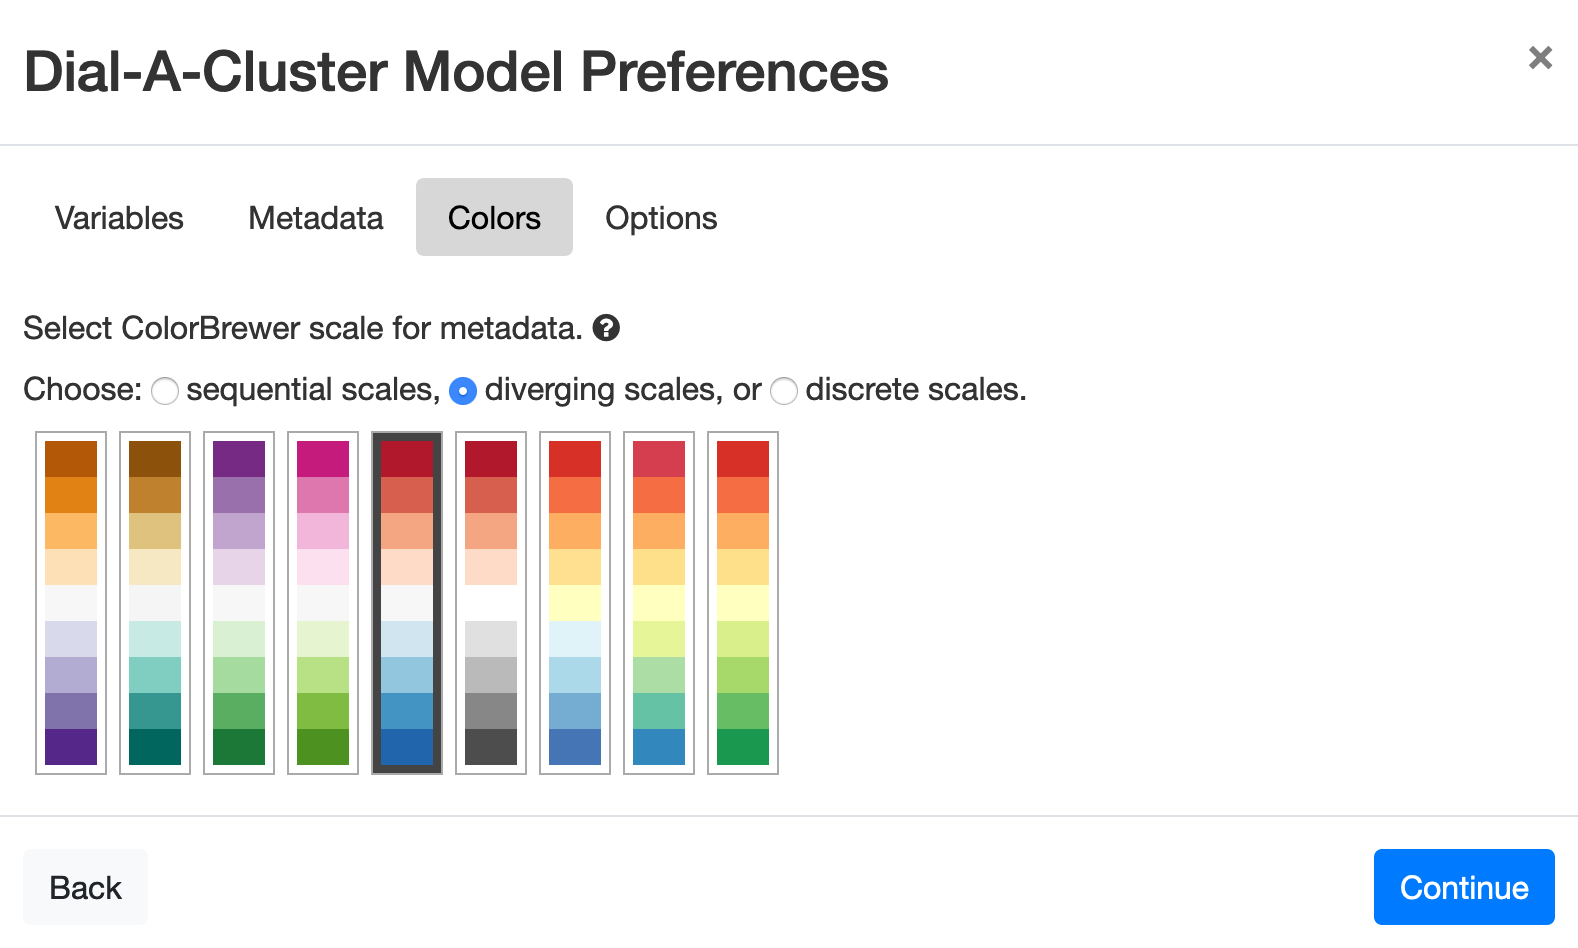 Dial-A-Cluster Model Preferences
Variables Metadata Colors Options
Select ColorBrewer scale for metadata.
Choose: sequential scales, diverging scales, or discrete scales.
Back Continue